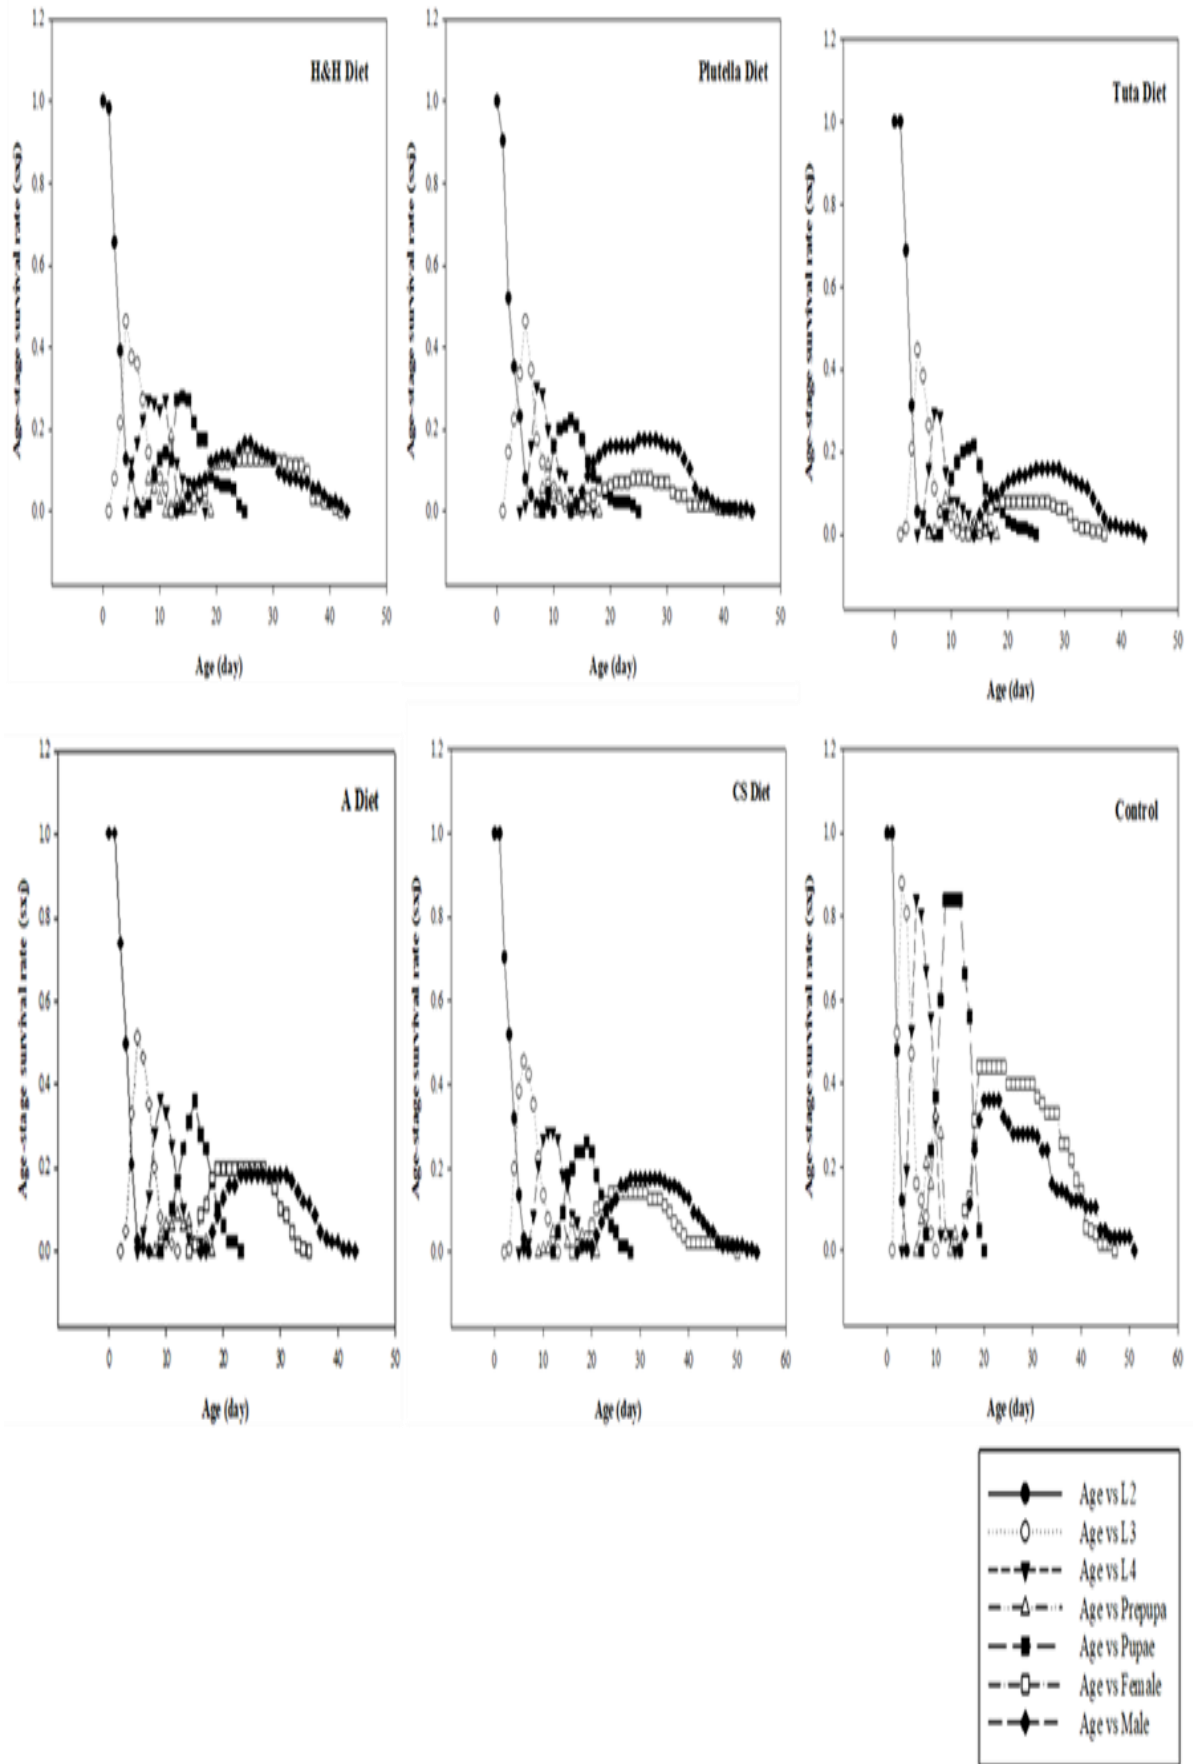 H&H Diet
Age-stage survival rate (sxj)
1.2
1.0
0.8
0.6
0.4
0.2
0.0
0 10 20 30 40 50
Age (day)
Plutella Diet
Age-stage survival rate (sxj)
1.2
1.0
0.8
0.6
0.4
0.2
0.0
0 10 20 30 40 50
Age (day)
Tuta Diet
Age-stage survival rate (sxj)
1.2
1.0
0.8
0.6
0.4
0.2
0.0
0 10 20 30 40 50
Age (day)
A Diet
Age-stage survival rate (sxj)
1.2
1.0
0.8
0.6
0.4
0.2
0.0
0 10 20 30 40 50
Age (day)
CS Diet
Age-stage survival rate (sxj)
1.2
1.0
0.8
0.6
0.4
0.2
0.0
0 10 20 30 40 50 60
Age (day)
Control
Age-stage survival rate (sxj)
1.2
1.0
0.8
0.6
0.4
0.2
0.0
0 10 20 30 40 50 60
Age (day)
Age vs L2
Age vs L3
Age vs L4
Age vs Prepupa
Age vs Pupae
Age vs Female
Age vs Male